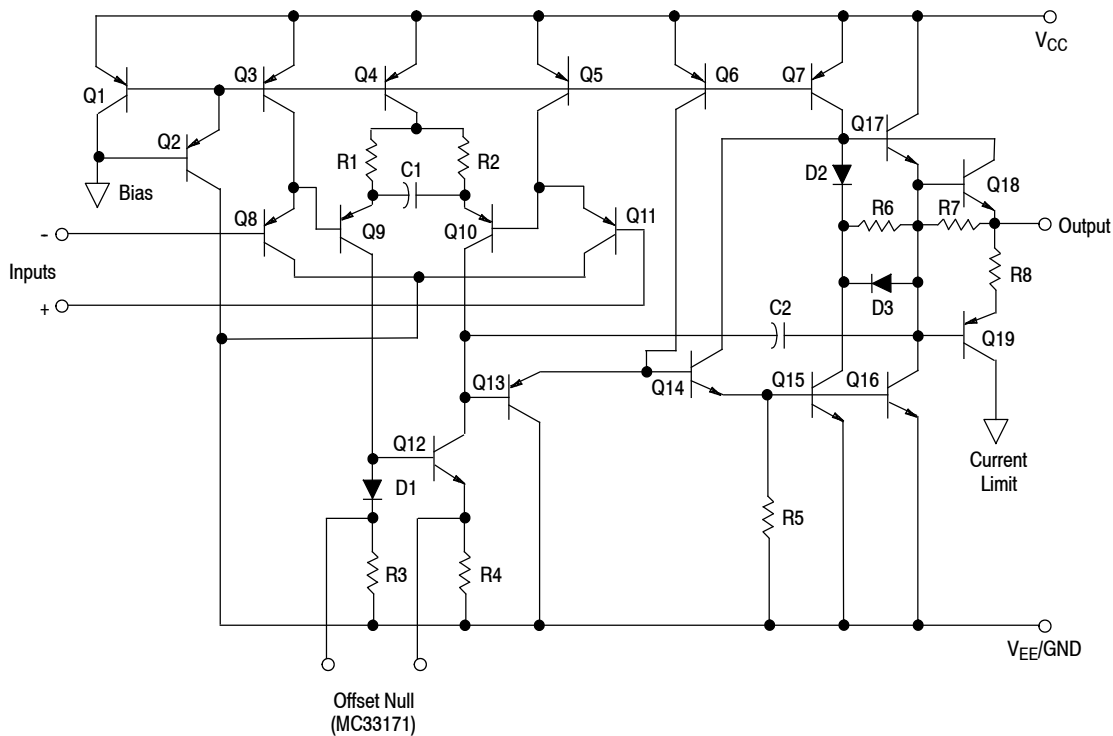 VCC
Q1
Q3
Q4
Q5
Q6
Q7
Q2
Q17
Bias
R1
C1
R2
D2
Q18
Q8
Q9
Q10
Q11
R6
R7
Output
-
Inputs
+
R8
D3
C2
Q19
Q13
Q14
Q15
Q16
Q12
D1
Current
Limit
R5
R3
R4
VEE/GND
Offset Null
(MC33171)